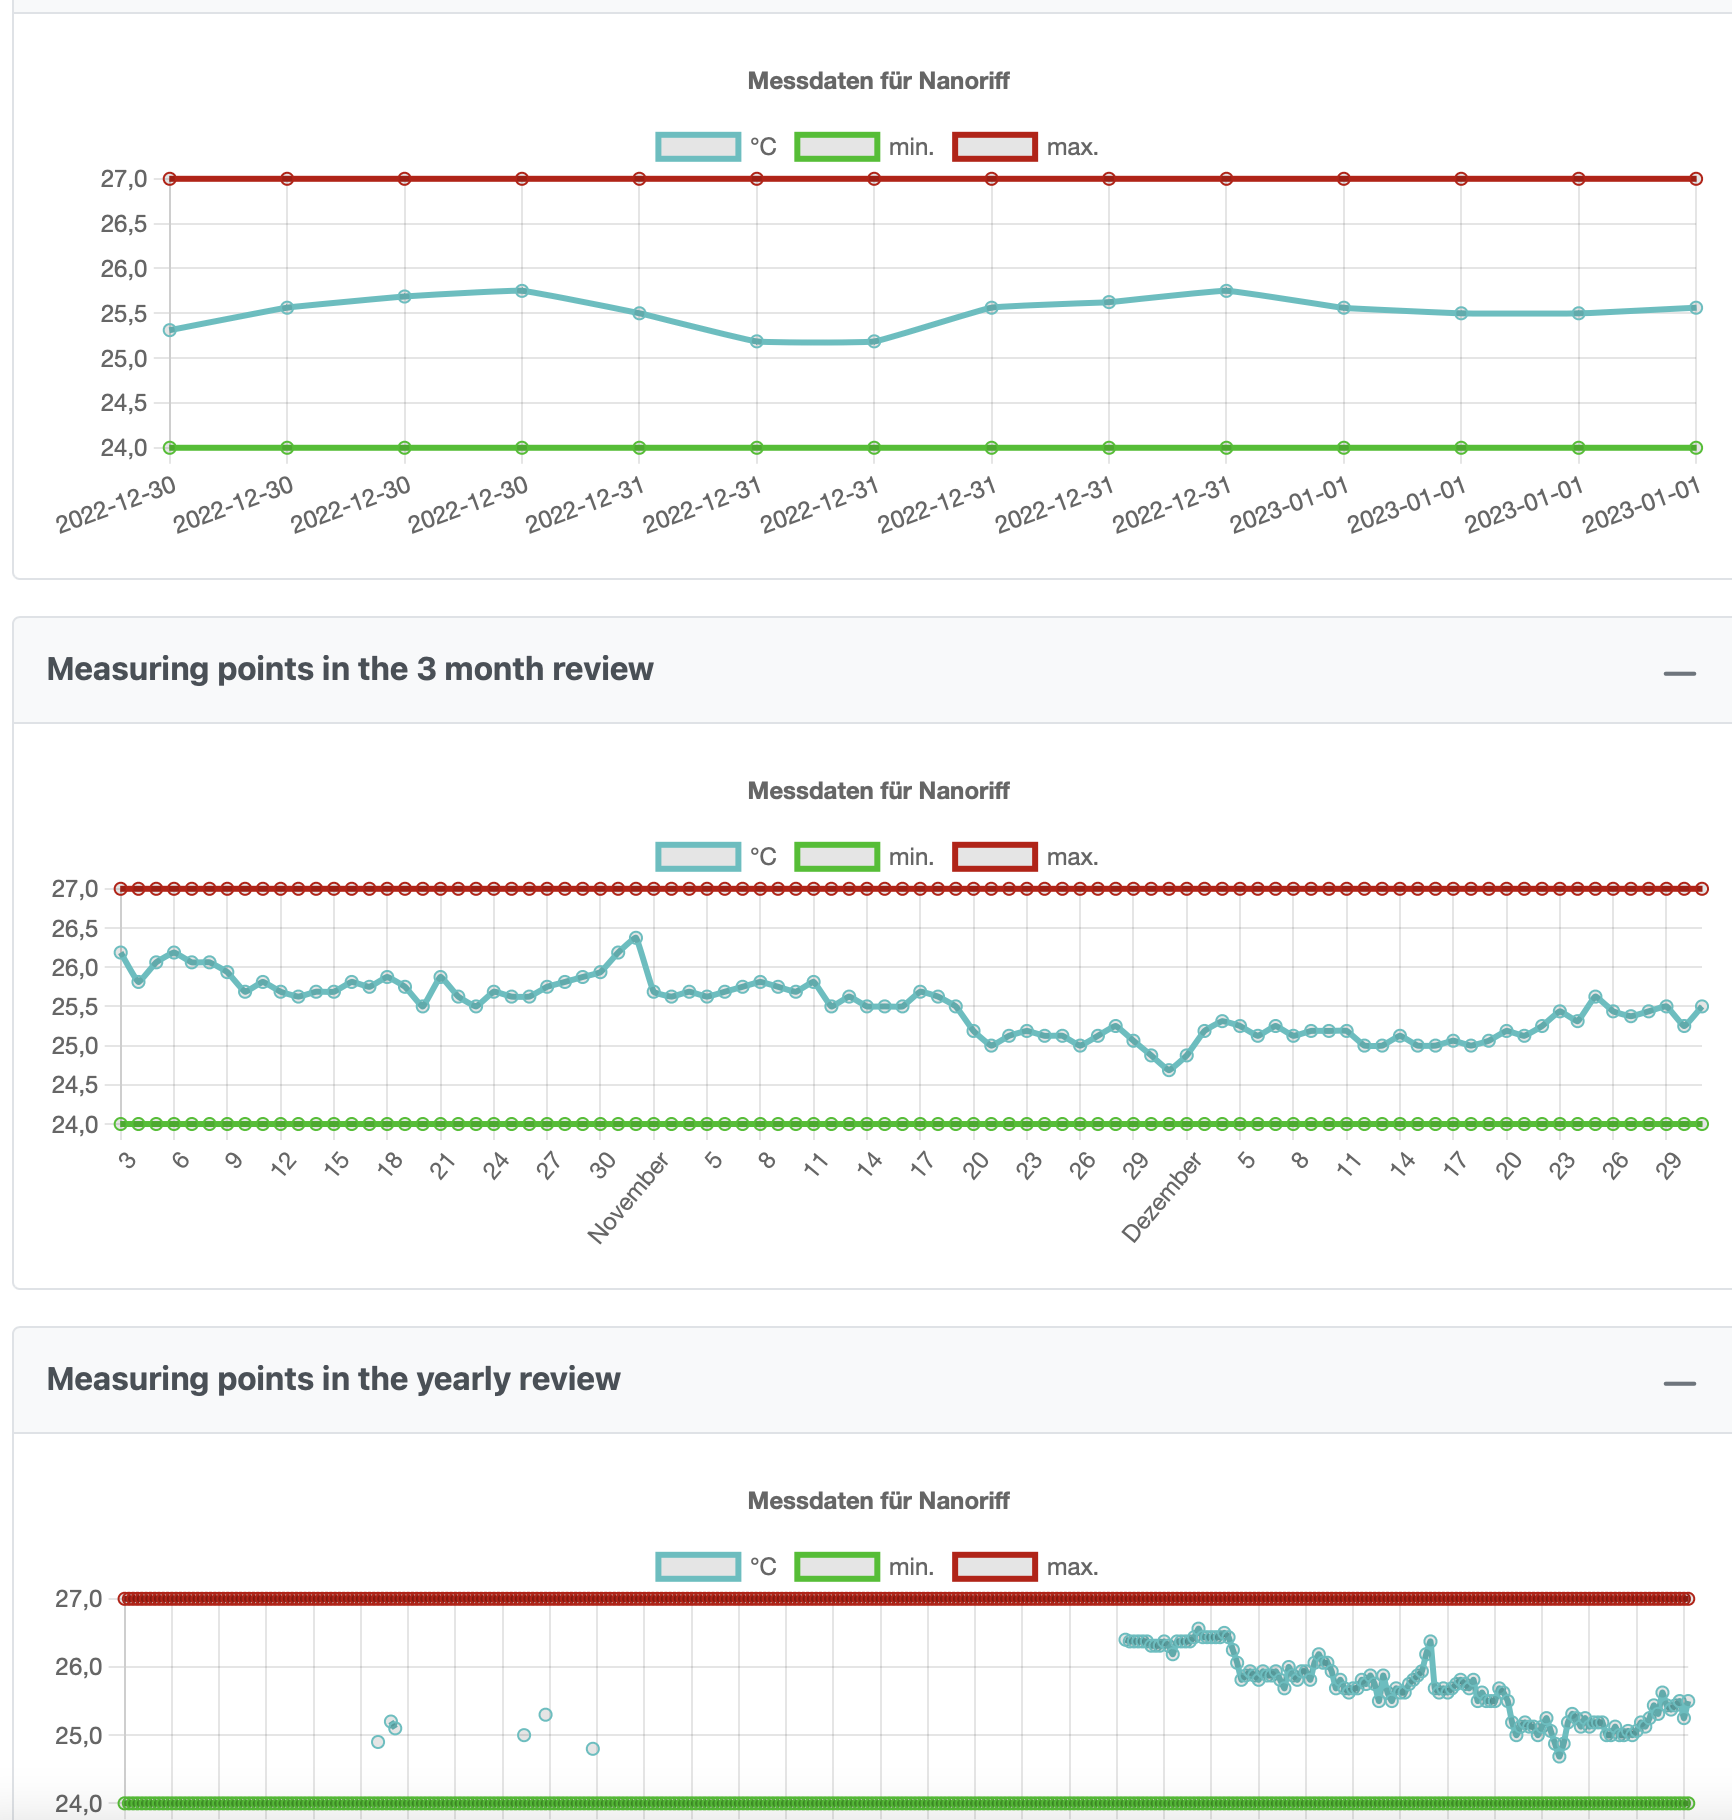 Messdaten für Nanoriff
°C min. max.
27,0
26,5
26,0
25,5
25,0
24,5
24,0
2022-12-30 2022-12-30 2022-12-30 2022-12-30 2022-12-31 2022-12-31 2022-12-31 2022-12-31 2022-12-31 2022-12-31 2023-01-01 2023-01-01 2023-01-01 2023-01-01
Measuring points in the 3 month review
Messdaten für Nanoriff
°C min. max.
27,0
26,5
26,0
25,5
25,0
24,5
24,0
3 6 9 12 15 18 21 24 27 30 November 5 8 11 14 17 20 23 26 29 Dezember 5 8 11 14 17 20 23 26 29
Measuring points in the yearly review
Messdaten für Nanoriff
°C min. max.
27,0
26,0
25,0
24,0